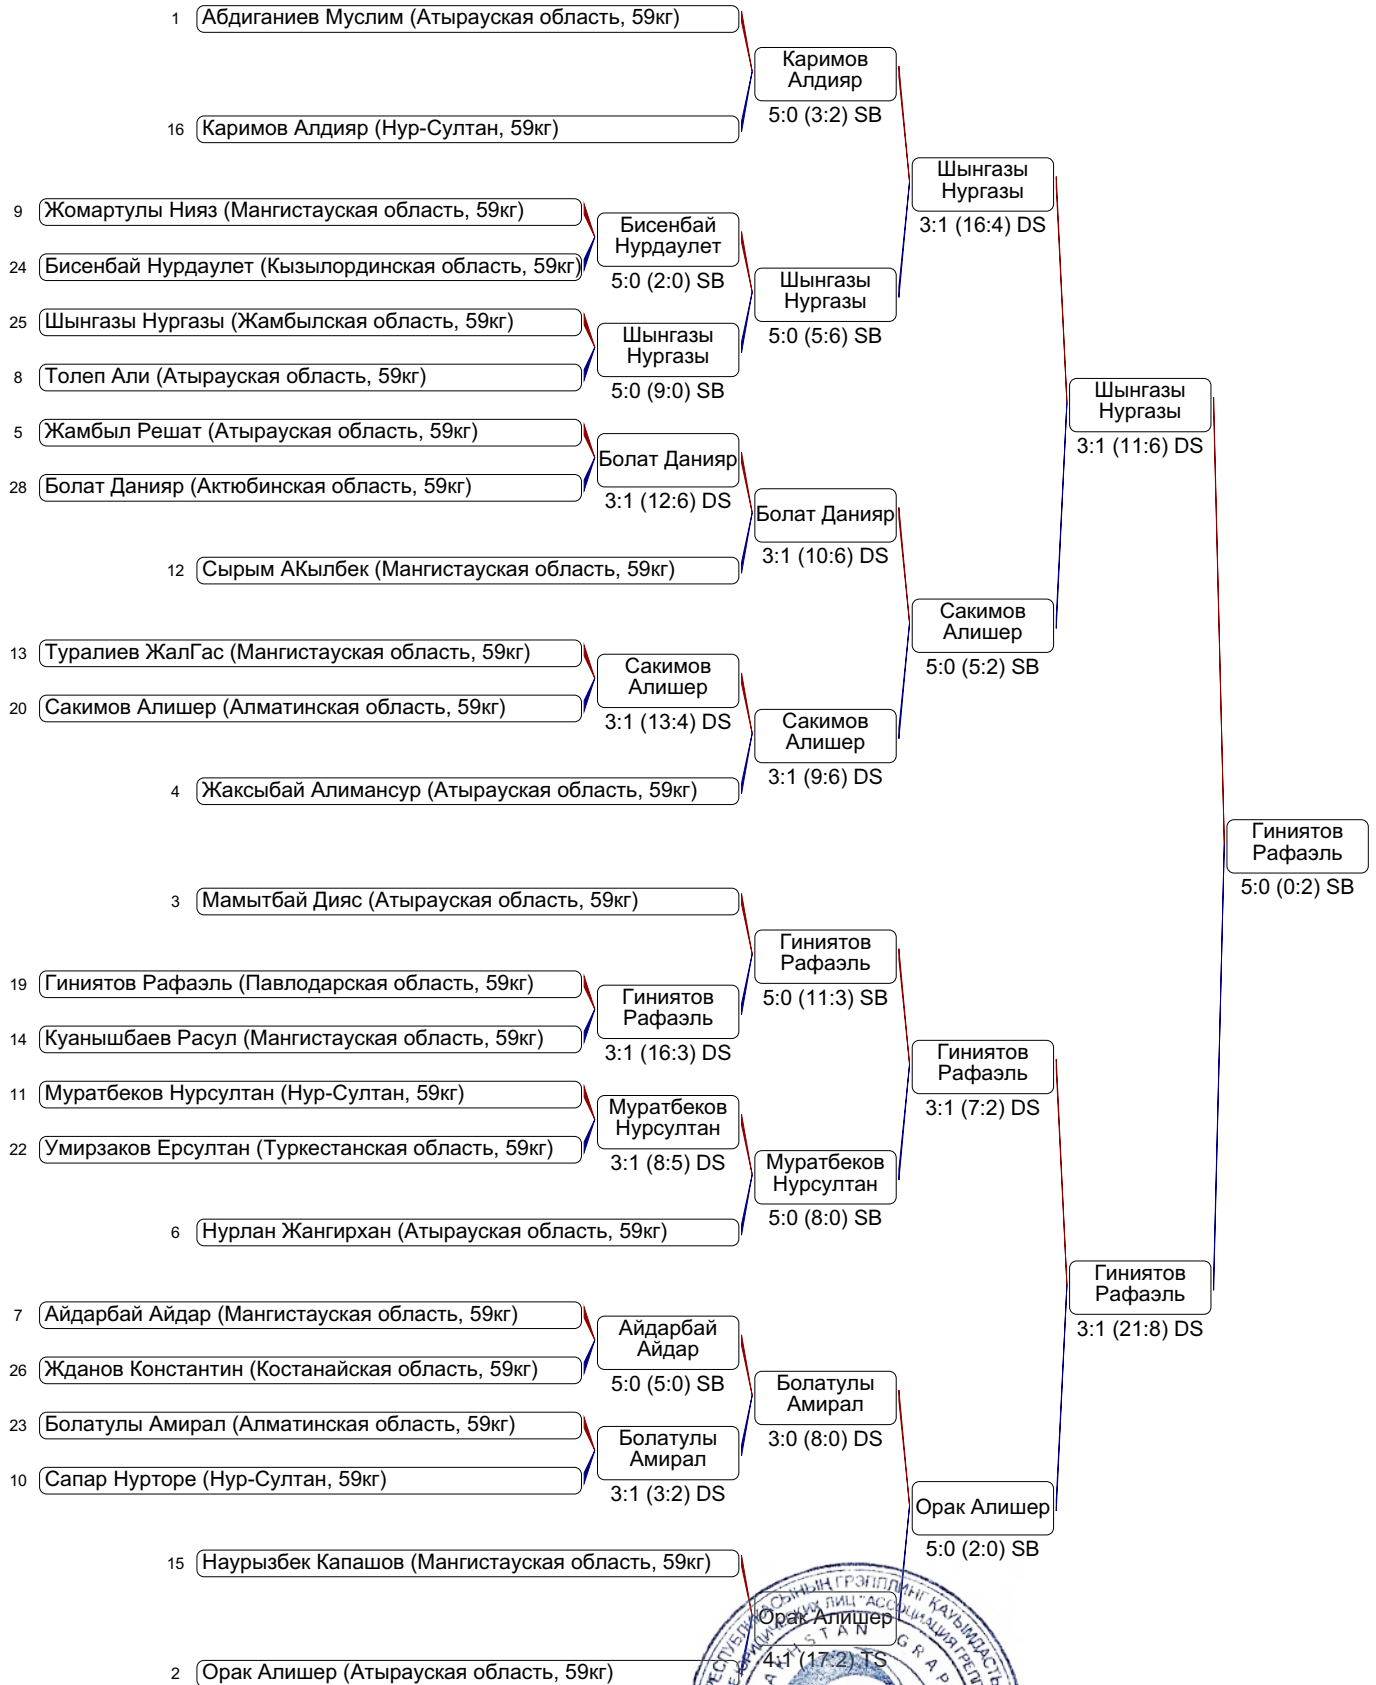 1 Абдиганиев Муслим (Атырауская область, 59кг)
Каримов
Алдияр
5:0 (3:2) SB
16 Каримов Алдияр (Нур-Султан, 59кг)
Шынгазы
Нургазы
3:1 (16:4) DS
9 Жомартулы Нияз (Мангистауская область, 59кг)
Бисенбай
Нурдаулет
5:0 (2:0) SB
24 Бисенбай Нурдаулет (Кызылординская область, 59кг)
Шынгазы
Нургазы
5:0 (5:6) SB
25 Шынгазы Нургазы (Жамбылская область, 59кг)
Шынгазы
Нургазы
5:0 (9:0) SB
8 Толеп Али (Атырауская область, 59кг)
Шынгазы
Нургазы
3:1 (11:6) DS
5 Жамбыл Решат (Атырауская область, 59кг)
Болат Данияр
3:1 (12:6) DS
28 Болат Данияр (Актюбинская область, 59кг)
Болат Данияр
3:1 (10:6) DS
12 Сырым АКылбек (Мангистауская область, 59кг)
Сакимов
Алишер
5:0 (5:2) SB
13 Туралиев ЖалГас (Мангистауская область, 59кг)
Сакимов
Алишер
3:1 (13:4) DS
20 Сакимов Алишер (Алматинская область, 59кг)
Сакимов
Алишер
3:1 (9:6) DS
4 Жаксыбай Алимансур (Атырауская область, 59кг)
Гиниятов
Рафаэль
5:0 (0:2) SB
3 Мамытбай Дияс (Атырауская область, 59кг)
Гиниятов
Рафаэль
5:0 (11:3) SB
19 Гиниятов Рафаэль (Павлодарская область, 59кг)
Гиниятов
Рафаэль
3:1 (16:3) DS
14 Куанышбаев Расул (Мангистауская область, 59кг)
Гиниятов
Рафаэль
3:1 (7:2) DS
11 Муратбеков Нурсултан (Нур-Султан, 59кг)
Муратбеков
Нурсултан
3:1 (8:5) DS
22 Умирзаков Ерсултан (Туркестанская область, 59кг)
Муратбеков
Нурсултан
5:0 (8:0) SB
6 Нурлан Жангирхан (Атырауская область, 59кг)
Гиниятов
Рафаэль
3:1 (21:8) DS
7 Айдарбай Айдар (Мангистауская область, 59кг)
Айдарбай
Айдар
5:0 (5:0) SB
26 Жданов Константин (Костанайская область, 59кг)
Болатулы
Амирал
3:0 (8:0) DS
23 Болатулы Амирал (Алматинская область, 59кг)
Болатулы
Амирал
3:1 (3:2) DS
10 Сапар Нурторе (Нур-Султан, 59кг)
Орак Алишер
5:0 (2:0) SB
15 Наурызбек Капашов (Мангистауская область, 59кг)
Орак Алишер
4:1 (17:2) TS
2 Орак Алишер (Атырауская область, 59кг)